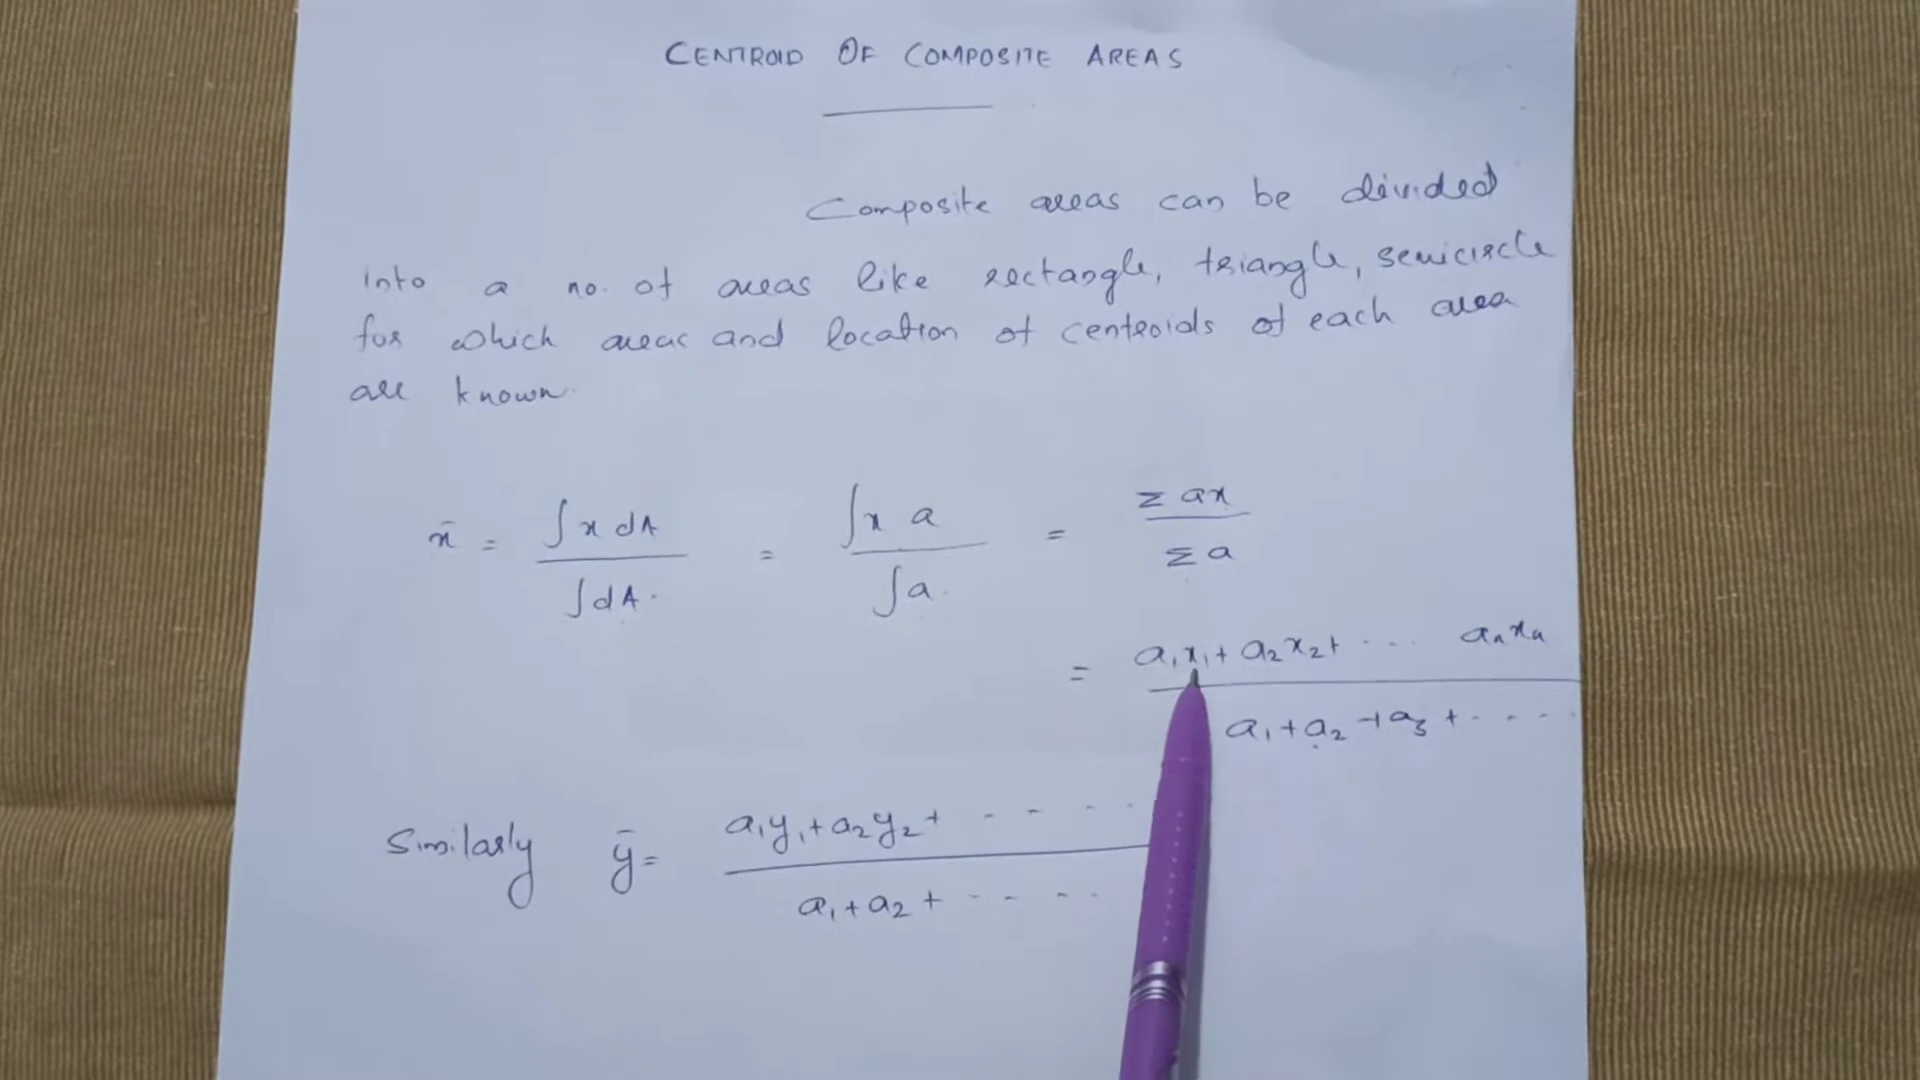 CENTROID OF COMPOSITE AREAS
Composite areas can be divided
into a no. of areas like rectangle, triangle, semicircle
for which areas and location of centroids of each area
are known.
x̄ = ∫x dA / ∫dA. = ∫x a / ∫a. = Σ ax / Σ a
= a₁x₁ + a₂x₂ + ... aₙxₙ / a₁ + a₂ + a₃ + ----
Similarly ȳ = a₁y₁ + a₂y₂ + ---- / a₁ + a₂ + ----